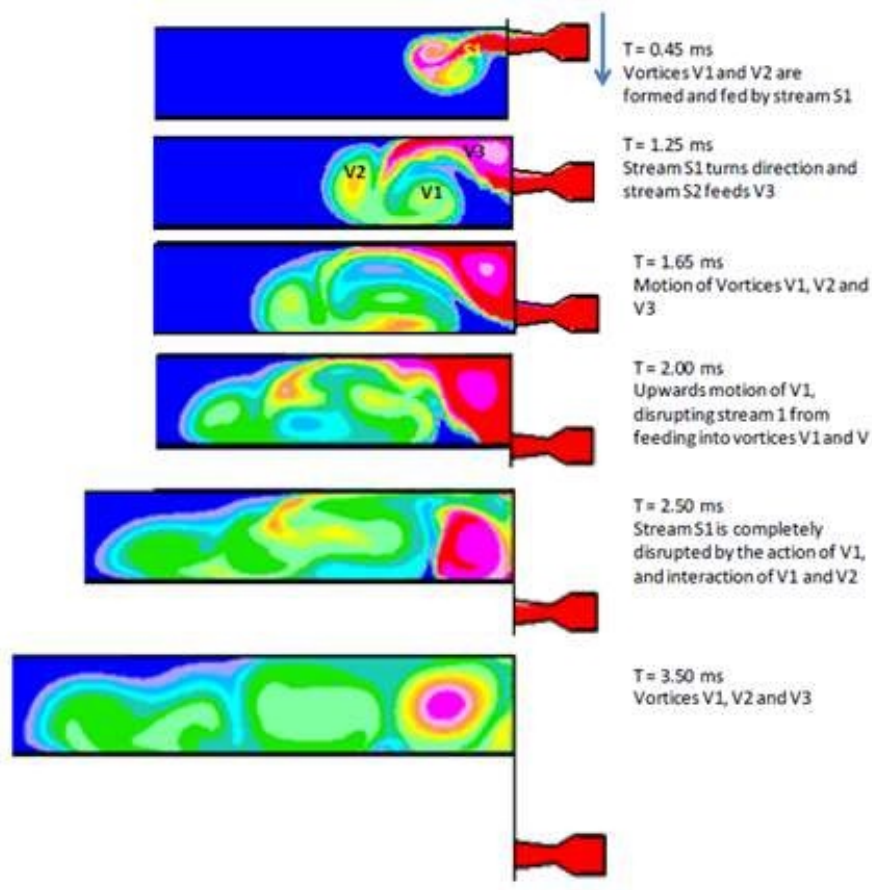 S1
T = 0.45 ms
Vortices V1 and V2 are
formed and fed by stream S1
V3
V2
V1
T = 1.25 ms
Stream S1 turns direction and
stream S2 feeds V3
T = 1.65 ms
Motion of Vortices V1, V2 and
V3
T = 2.00 ms
Upwards motion of V1,
disrupting stream 1 from
feeding into vortices V1 and V
T = 2.50 ms
Stream S1 is completely
disrupted by the action of V1,
and interaction of V1 and V2
T = 3.50 ms
Vortices V1, V2 and V3